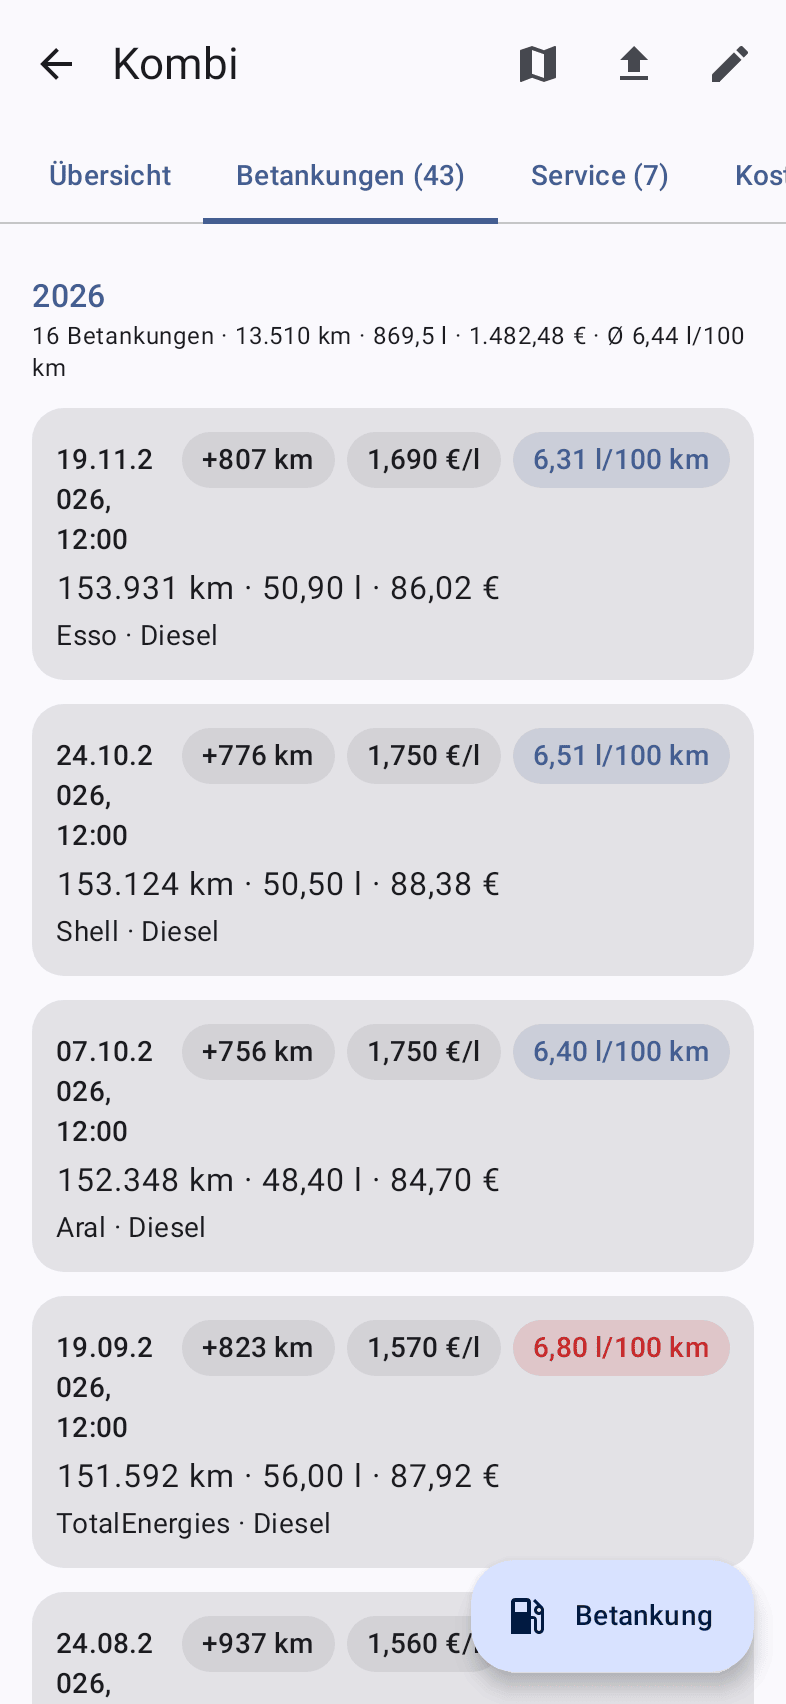 Kombi
Übersicht
Betankungen (43)
Service (7)
2026
16 Betankungen · 13.510 km · 869,5 l · 1.482,48 € · Ø 6,44 l/100
km
19.11.2
026,
12:00
+807 km
1,690 €/l
6,31 l/100 km
153.931 km · 50,90 l · 86,02 €
Esso · Diesel
24.10.2
026,
12:00
+776 km
1,750 €/l
6,51 l/100 km
153.124 km · 50,50 l · 88,38 €
Shell · Diesel
07.10.2
026,
12:00
+756 km
1,750 €/l
6,40 l/100 km
152.348 km · 48,40 l · 84,70 €
Aral · Diesel
19.09.2
026,
12:00
+823 km
1,570 €/l
6,80 l/100 km
151.592 km · 56,00 l · 87,92 €
TotalEnergies · Diesel
24.08.2
026,
+937 km
1,560 €/
Betankung